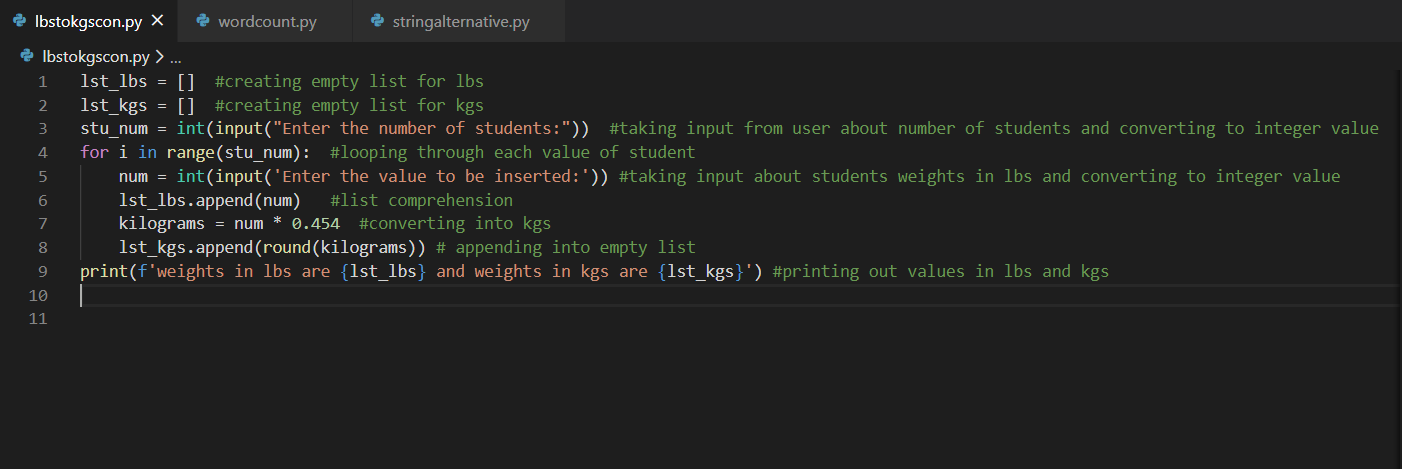 lbstokgscon.py × wordcount.py stringalternative.py
lbstokgscon.py > ...
1 lst_lbs = [] #creating empty list for lbs
2 lst_kgs = [] #creating empty list for kgs
3 stu_num = int(input("Enter the number of students:")) #taking input from user about number of students and converting to integer value
4 for i in range(stu_num): #looping through each value of student
5 num = int(input('Enter the value to be inserted:')) #taking input about students weights in lbs and converting to integer value
6 lst_lbs.append(num) #list comprehension
7 kilograms = num * 0.454 #converting into kgs
8 lst_kgs.append(round(kilograms)) # appending into empty list
9 print(f'weights in lbs are {lst_lbs} and weights in kgs are {lst_kgs}') #printing out values in lbs and kgs
10
11